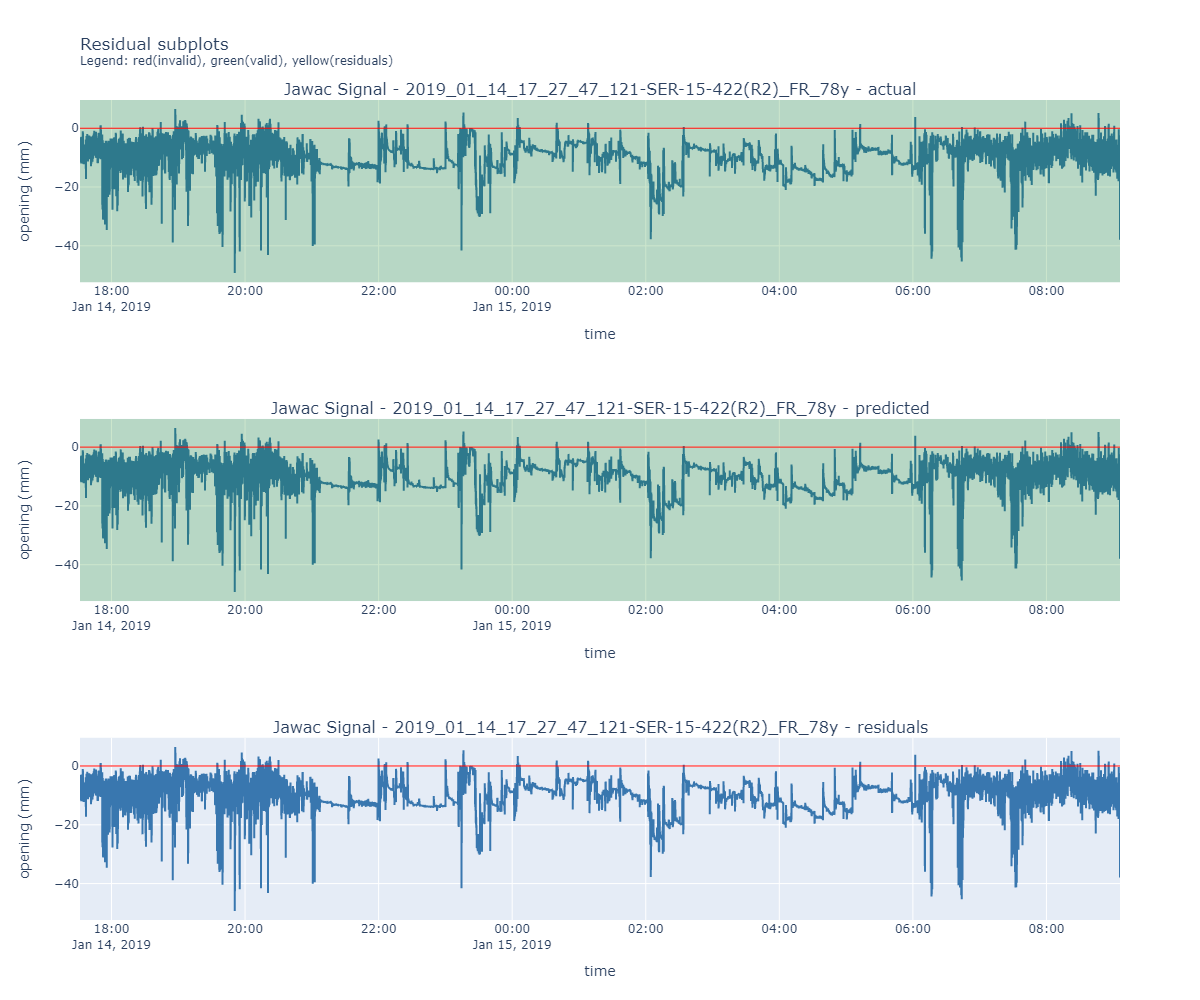 Residual subplots
Legend: red(invalid), green(valid), yellow(residuals)
Jawac Signal - 2019_01_14_17_27_47_121-SER-15-422(R2)_FR_78y - actual
opening (mm)
0
−20
−40
18:00 20:00 22:00 00:00 02:00 04:00 06:00 08:00
Jan 14, 2019 Jan 15, 2019
time
Jawac Signal - 2019_01_14_17_27_47_121-SER-15-422(R2)_FR_78y - predicted
opening (mm)
0
−20
−40
18:00 20:00 22:00 00:00 02:00 04:00 06:00 08:00
Jan 14, 2019 Jan 15, 2019
time
Jawac Signal - 2019_01_14_17_27_47_121-SER-15-422(R2)_FR_78y - residuals
opening (mm)
0
−20
−40
18:00 20:00 22:00 00:00 02:00 04:00 06:00 08:00
Jan 14, 2019 Jan 15, 2019
time